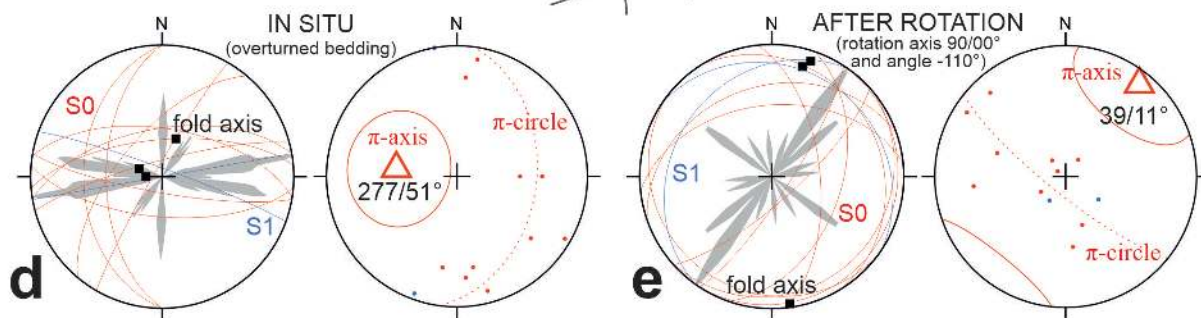 IN SITU
(overturned bedding)
N
N
S0
fold axis
S1
π-axis
277/51°
π-circle
d
AFTER ROTATION
(rotation axis 90/00°
and angle -110°)
N
N
S1
S0
fold axis
π-axis
39/11°
π-circle
e